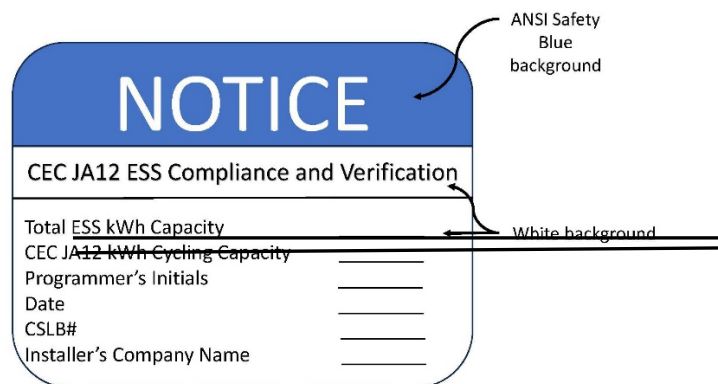 ANSI Safety
Blue
background
NOTICE
CEC JA12 ESS Compliance and Verification
Total ESS kWh Capacity
White background
CEC JA12 kWh Cycling Capacity
Programmer's Initials
Date
CSLB#
Installer's Company Name